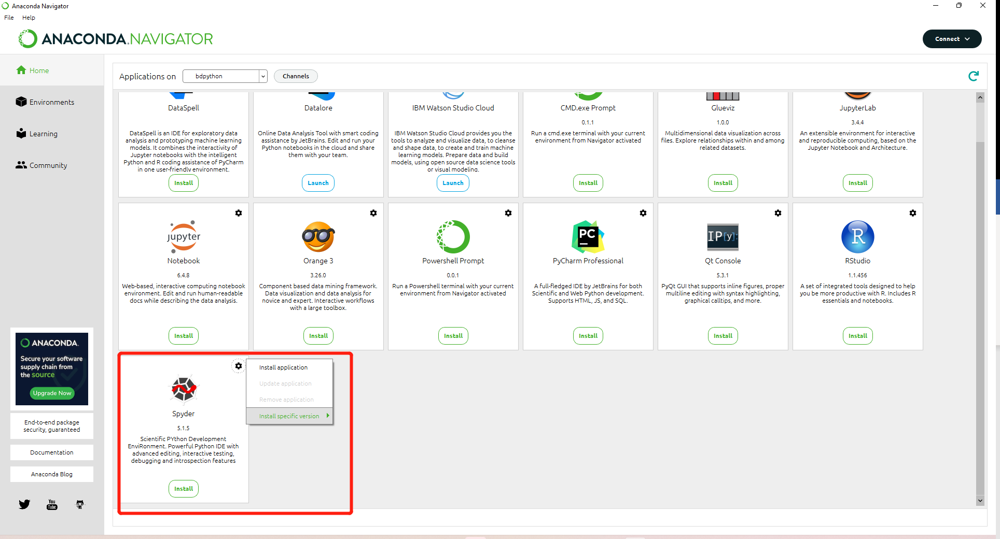 Anaconda Navigator
File Help
ANACONDA.NAVIGATOR
Connect
Home
Environments
Learning
Community
Applications on bdpython Channels
DataSpell
DataSpell is an IDE for exploratory data
analysis and prototyping machine learning
models. It combines the interactivity of
Jupyter notebooks with the intelligent
Python and R coding assistance of PyCharm
in one user-friendly environment.
Install
Datalore
Online Data Analysis Tool with smart coding
assistance by JetBrains. Edit and run your
Python notebooks in the cloud and share
them with your team.
Launch
IBM Watson Studio Cloud
IBM Watson Studio Cloud provides you the
tools to analyze and visualize data, to cleanse
and shape data, to create and train machine
learning models. Prepare data and build
models, using open source data science tools
or visual modeling.
Launch
CMD.exe Prompt
0.1.1
Run a cmd.exe terminal with your current
environment from Navigator activated
Install
Glueviz
1.0.0
Multidimensional data visualization across
files. Explore relationships within and among
related datasets.
Install
JupyterLab
3.4.4
An extensible environment for interactive
and reproducible computing, based on the
Jupyter Notebook and Architecture.
Install
jupyter
Notebook
6.4.8
Web-based, interactive computing notebook
environment. Edit and run human-readable
docs while describing the data analysis.
Install
Orange 3
3.26.0
Component based data mining framework.
Data visualization and data analysis for
novice and expert. Interactive workflows
with a large toolbox.
Install
Powershell Prompt
0.0.1
Run a Powershell terminal with your current
environment from Navigator activated
Install
PC
PyCharm Professional
A full-fledged IDE by JetBrains for both
Scientific and Web Python development.
Supports HTML, JS, and SQL.
Install
IP[y]:
Qt Console
5.3.1
PyQt GUI that supports inline figures, proper
multiline editing with syntax highlighting,
graphical calltips, and more.
Install
R
RStudio
1.1.456
A set of integrated tools designed to help
you be more productive with R. Includes R
essentials and notebooks.
Install
Spyder
5.1.5
Scientific PYthon Development
EnviRonment. Powerful Python IDE with
advanced editing, interactive testing,
debugging and introspection features
Install
Install application
Update application
Remove application
Install specific version
ANACONDA.
Secure your software
supply chain from
the source
Upgrade Now
End-to-end package
security, guaranteed
Documentation
Anaconda Blog
You
Tube